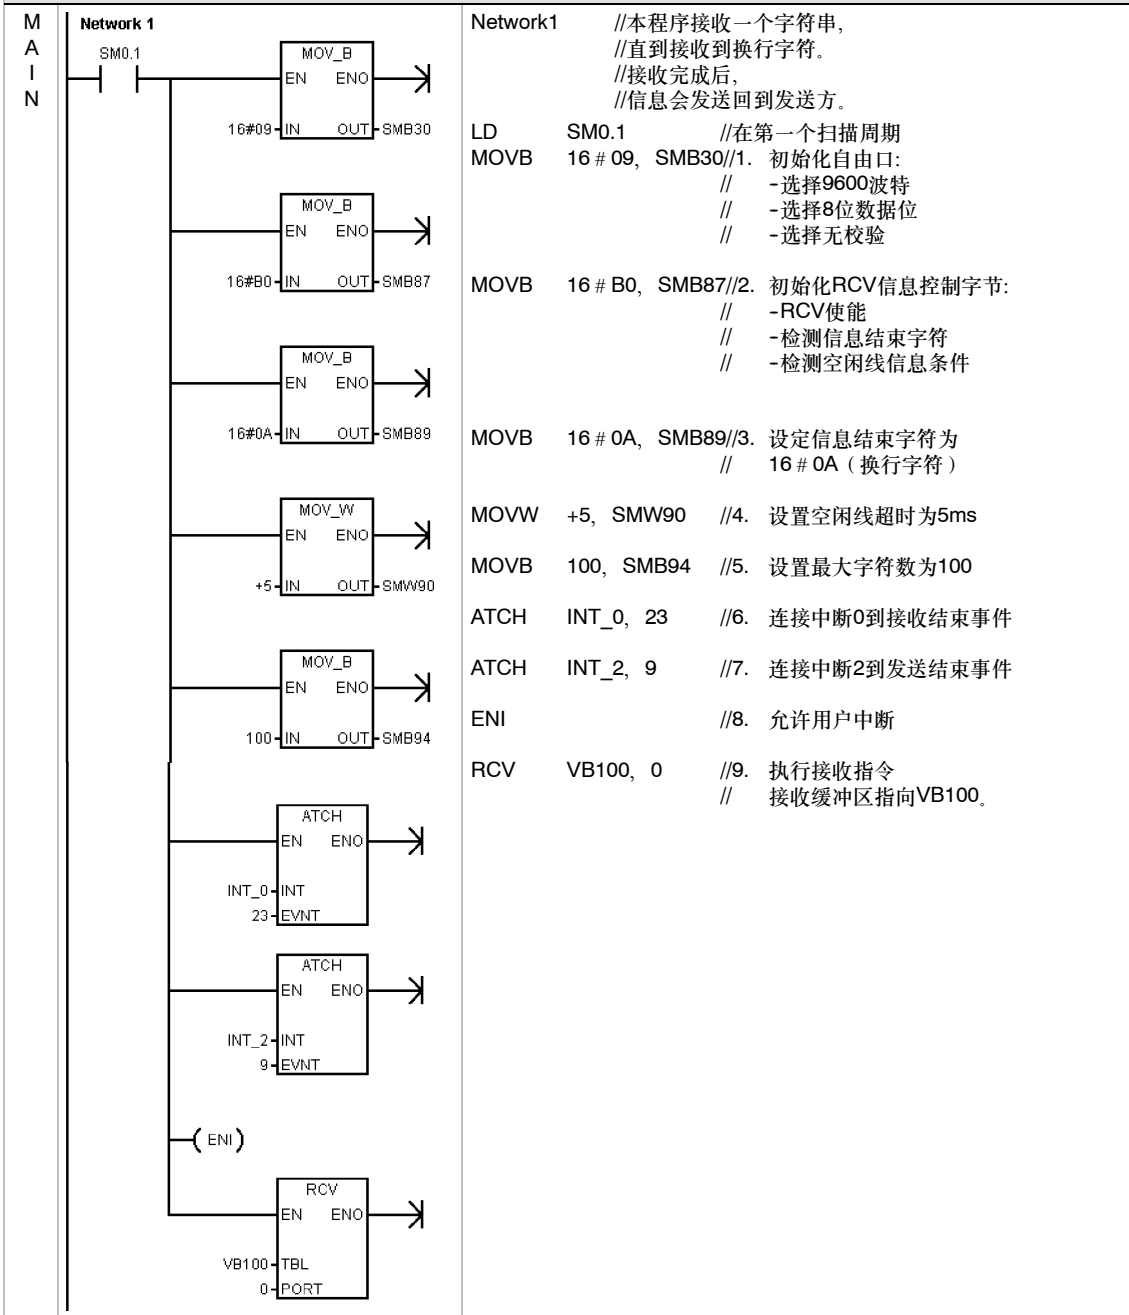 M
A
I
N
Network 1
SM0.1
MOV_B
EN ENO
16#09 IN OUT SMB30
MOV_B
EN ENO
16#B0 IN OUT SMB87
MOV_B
EN ENO
16#0A IN OUT SMB89
MOV_W
EN ENO
+5 IN OUT SMW90
MOV_B
EN ENO
100 IN OUT SMB94
ATCH
EN ENO
INT_0 INT
23 EVNT
ATCH
EN ENO
INT_2 INT
9 EVNT
ENI
RCV
EN ENO
VB100 TBL
0 PORT
Network1 //本程序接收一个字符串,
//直到接收到换行字符。
//接收完成后,
//信息会发送回到发送方。
LD SM0.1 //在第一个扫描周期
MOVB 16#09, SMB30//1. 初始化自由口:
// -选择9600波特
// -选择8位数据位
// -选择无校验
MOVB 16#B0, SMB87//2. 初始化RCV信息控制字节:
// -RCV使能
// -检测信息结束字符
// -检测空闲线信息条件
MOVB 16#0A, SMB89//3. 设定信息结束字符为
// 16#0A（换行字符）
MOVW +5, SMW90 //4. 设置空闲线超时为5ms
MOVB 100, SMB94 //5. 设置最大字符数为100
ATCH INT_0, 23 //6. 连接中断0到接收结束事件
ATCH INT_2, 9 //7. 连接中断2到发送结束事件
ENI //8. 允许用户中断
RCV VB100, 0 //9. 执行接收指令
// 接收缓冲区指向VB100。